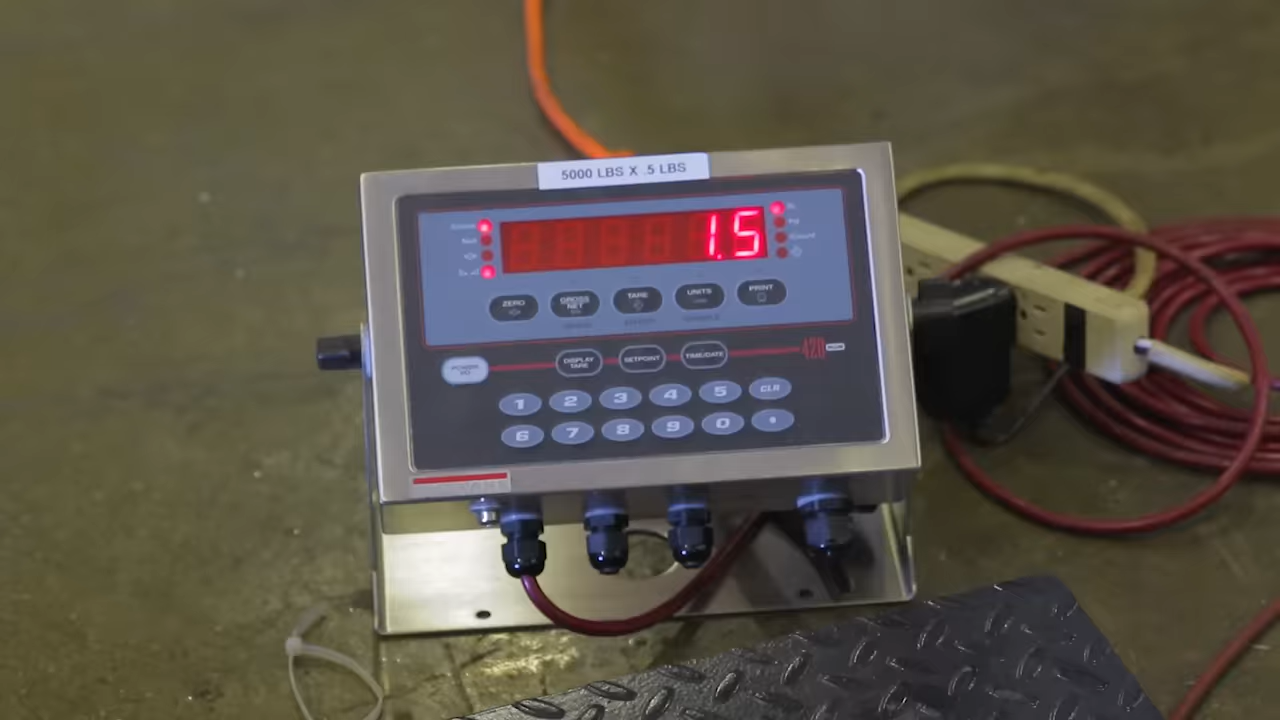 5000 LBS X .5 LBS
Gross
1.5
ZERO
GROSS
NET
TARE
UNITS
PRINT
DISPLAY
TARE
SETPOINT
TIME/DATE
420
1 2 3 4 5 CLR
6 7 8 9 0